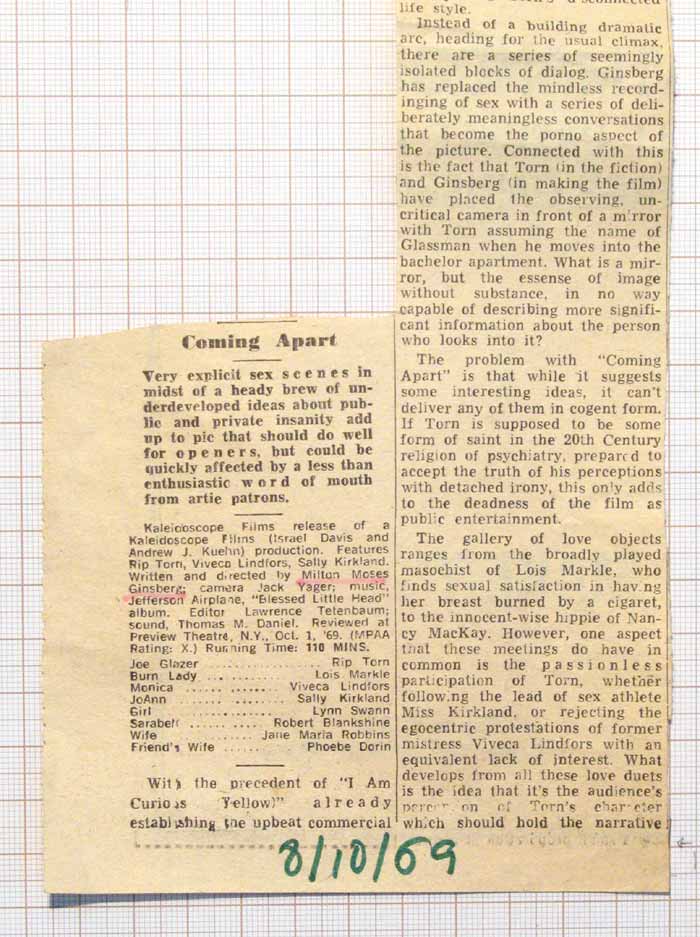 Coming Apart
Very explicit sex scenes in
midst of a heady brew of un-
derdeveloped ideas about pub-
lic and private insanity add
up to pic that should do well
for openers, but could be
quickly affected by a less than
enthusiastic word of mouth
from artie patrons.
Kaleidoscope Films release of a
Kaleidoscope Films (Israel Davis and
Andrew J. Kuehn) production. Features
Rip Torn, Viveca Lindfors, Sally Kirkland.
Written and directed by Milton Moses
Ginsberg; camera Jack Yager; music,
Jefferson Airplane, "Blessed Little Head"
album. Editor Lawrence Tetenbaum;
sound, Thomas M. Daniel. Reviewed at
Preview Theatre, N.Y., Oct. 1, '69. (MPAA
Rating: X.) Running Time: 110 MINS.
Joe Glazer ............ Rip Torn
Burn Lady ............ Lois Markle
Monica ............ Viveca Lindfors
JoAnn ............ Sally Kirkland
Girl ............ Lynn Swann
Sarabell ............ Robert Blankshine
Wife ............ Jane Maria Robbins
Friend's Wife ........ Phoebe Dorin
With the precedent of "I Am
Curious Yellow)" already
establishing the upbeat commercial
life style.
Instead of a building dramatic
arc, heading for the usual climax,
there are a series of seemingly
isolated blocks of dialog. Ginsberg
has replaced the mindless record-
inging of sex with a series of deli-
berately meaningless conversations
that become the porno aspect of
the picture. Connected with this
is the fact that Torn (in the fiction)
and Ginsberg (in making the film)
have placed the observing, un-
critical camera in front of a mirror
with Torn assuming the name of
Glassman when he moves into the
bachelor apartment. What is a mir-
ror, but the essense of image
without substance, in no way
capable of describing more signifi-
cant information about the person
who looks into it?
The problem with "Coming
Apart" is that while it suggests
some interesting ideas, it can't
deliver any of them in cogent form.
If Torn is supposed to be some
form of saint in the 20th Century
religion of psychiatry, prepared to
accept the truth of his perceptions
with detached irony, this only adds
to the deadness of the film as
public entertainment.
The gallery of love objects
ranges from the broadly played
masochist of Lois Markle, who
finds sexual satisfaction in having
her breast burned by a cigaret,
to the innocent-wise hippie of Nan-
cy MacKay. However, one aspect
that these meetings do have in
common is the passionless
participation of Torn, whether
following the lead of sex athlete
Miss Kirkland, or rejecting the
egocentric protestations of former
mistress Viveca Lindfors with an
equivalent lack of interest. What
develops from all these love duets
is the idea that it's the audience's
perception of Torn's character
which should hold the narrative
8/10/69